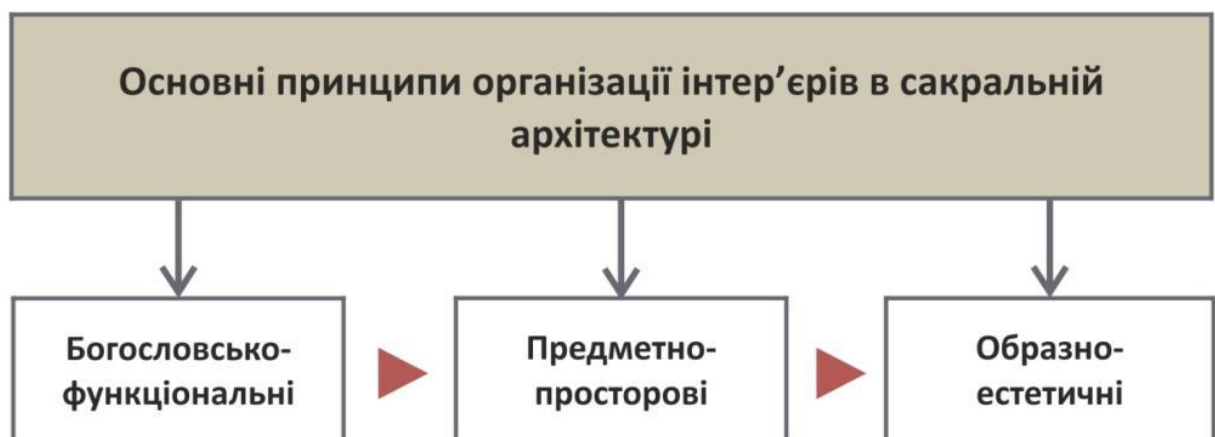 Основні принципи організації інтер’єрів в сакральній
архітектурі
Богословсько-
функціональні
Предметно-
просторові
Образно-
естетичні